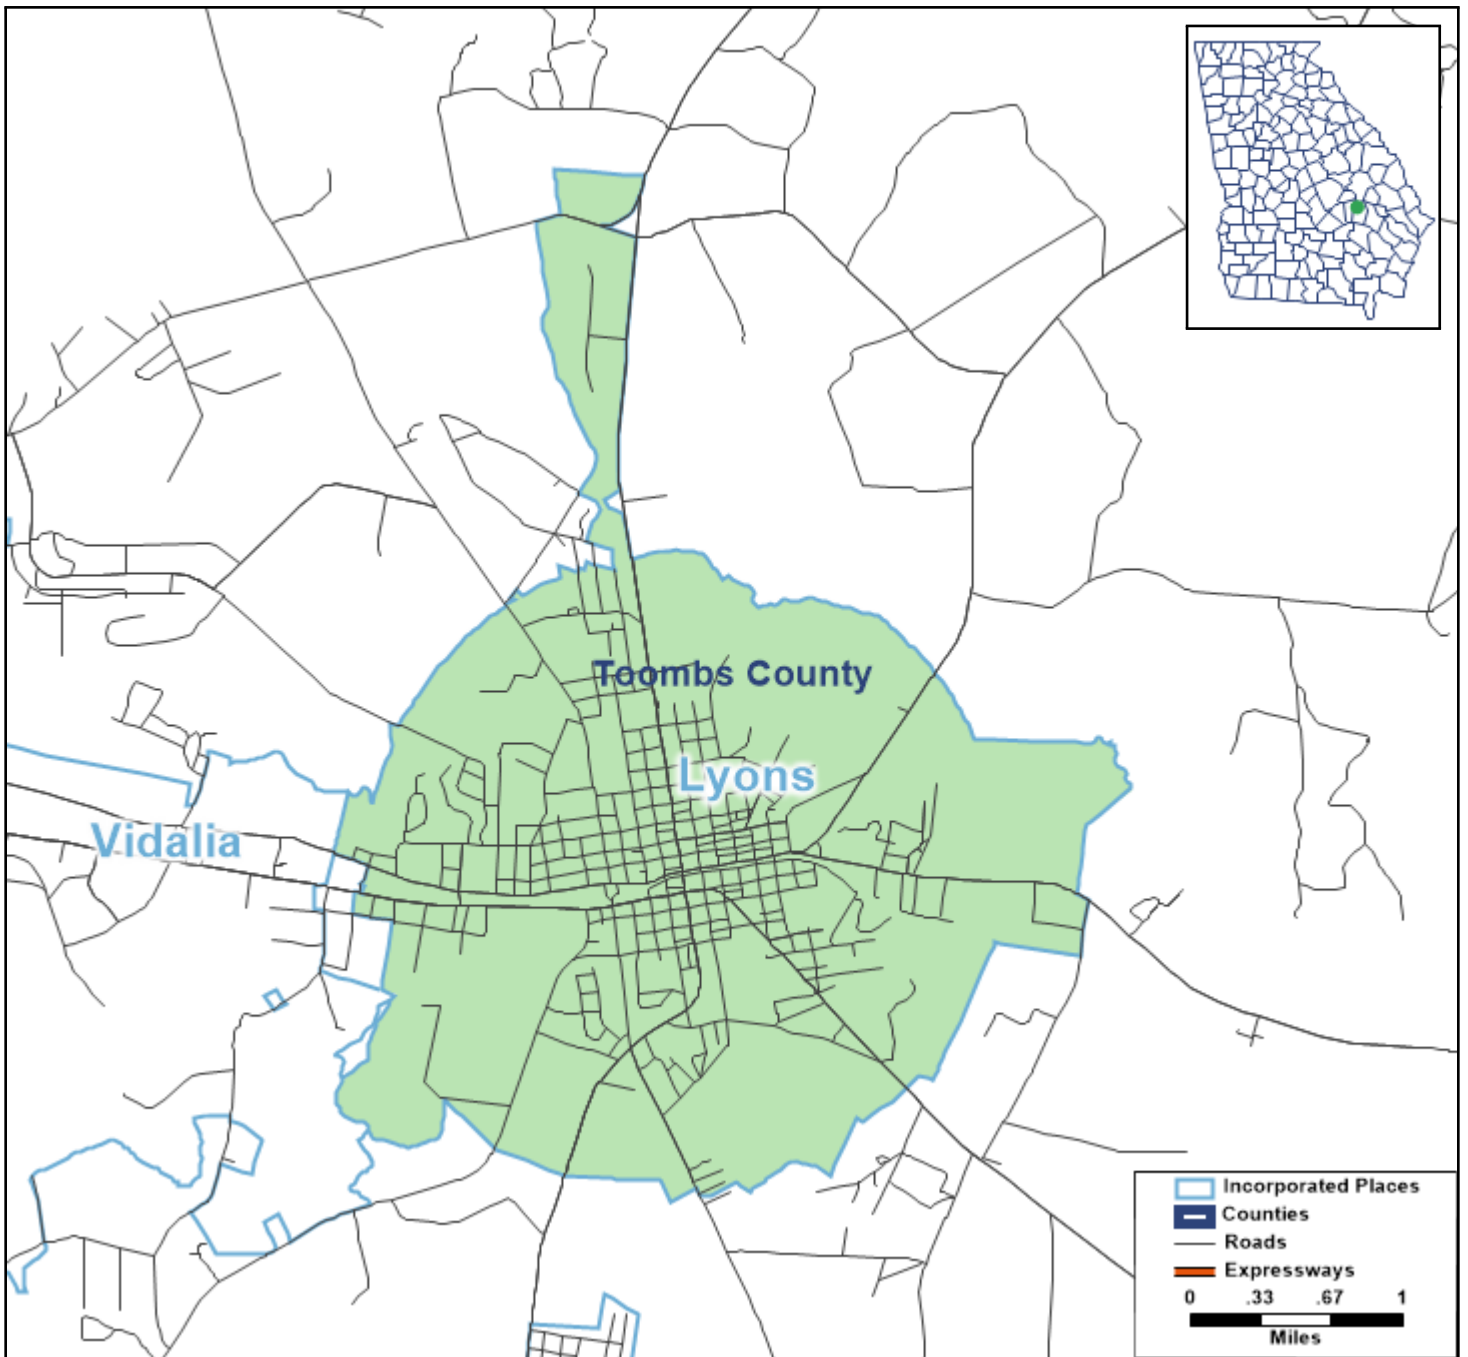 Toombs County
Lyons
Vidalia
Incorporated Places
Counties
Roads
Expressways
0 .33 .67 1
Miles